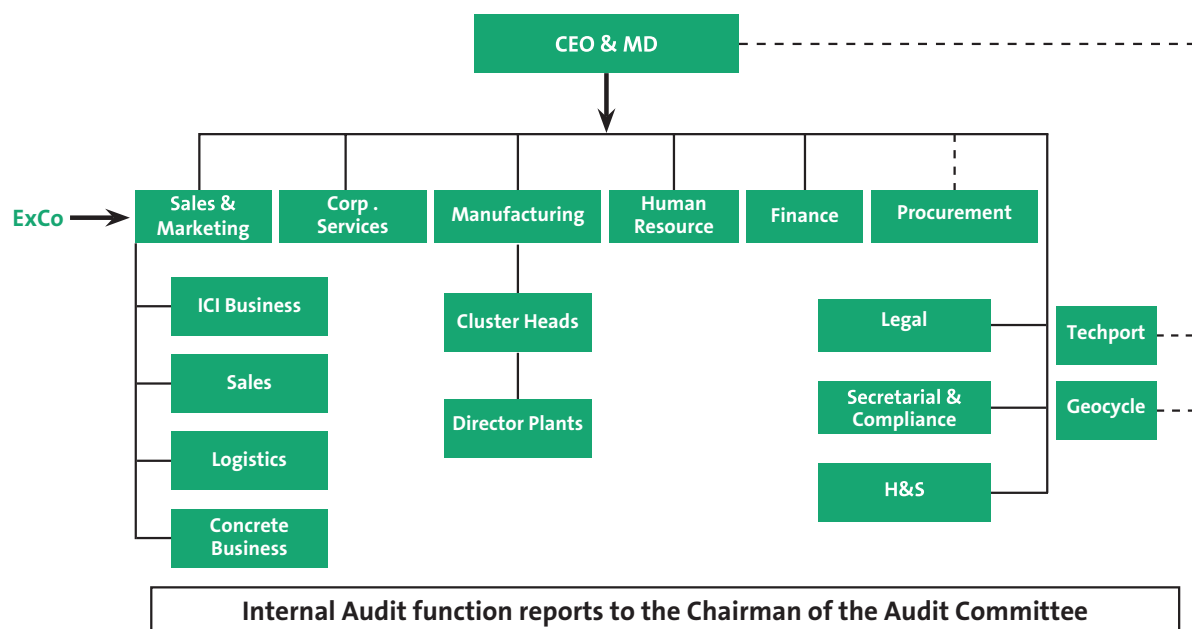 CEO & MD
ExCo
Sales &
Marketing
Corp .
Services
Manufacturing
Human
Resource
Finance
Procurement
ICI Business
Sales
Logistics
Concrete
Business
Cluster Heads
Director Plants
Legal
Secretarial &
Compliance
H&S
Techport
Geocycle
Internal Audit function reports to the Chairman of the Audit Committee